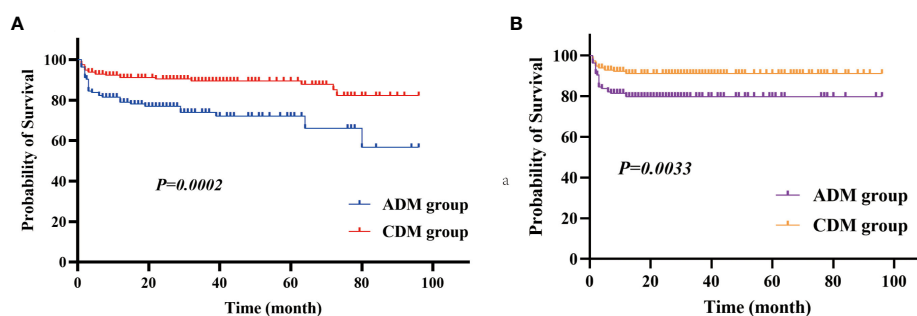 A
Probability of Survival
100
80
60
40
20
0
P=0.0002
ADM group
CDM group
0 20 40 60 80 100
Time (month)
a
B
Probability of Survival
100
80
60
40
20
0
P=0.0033
ADM group
CDM group
0 20 40 60 80 100
Time (month)